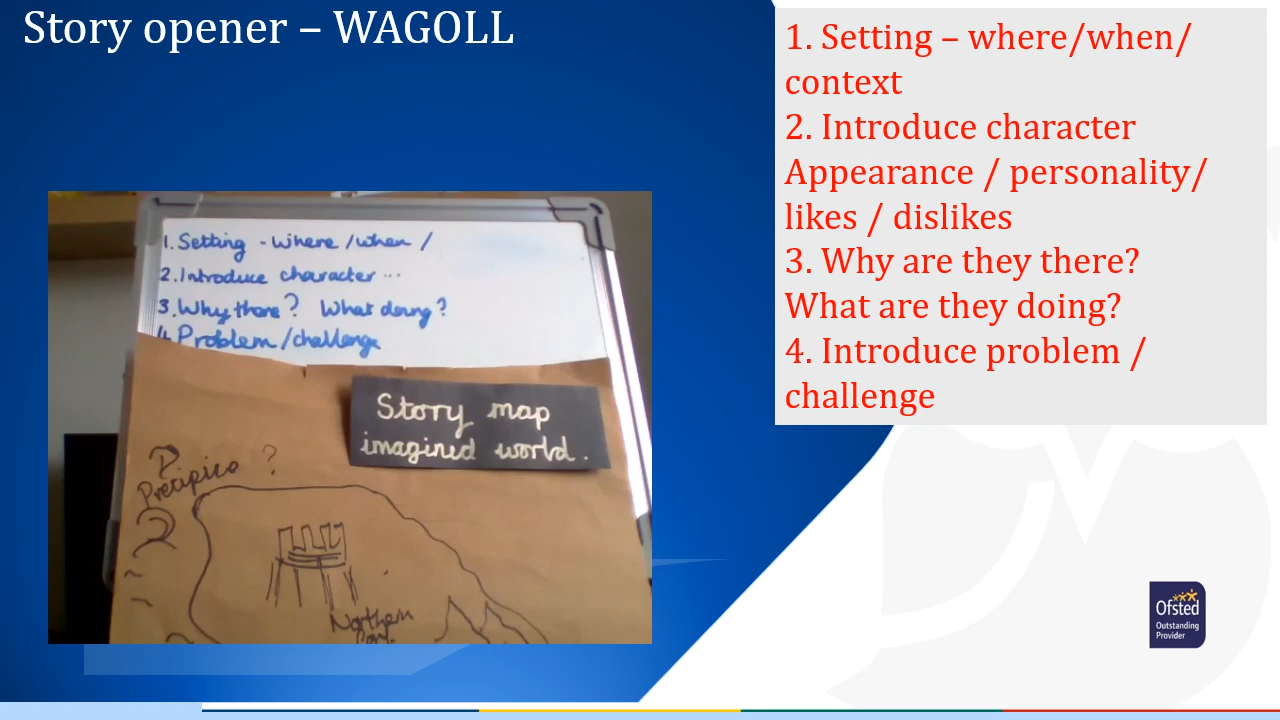 Story opener – WAGOLL
1. Setting – where/when/
context
2. Introduce character
Appearance / personality/
likes / dislikes
3. Why are they there?
What are they doing?
4. Introduce problem /
challenge
1. Setting - Where /when /
2. Introduce character ...
3. Why there? What doing?
4. Problem /challenge
Story map
imagined world.
?
Northern
Ofsted
Outstanding
Provider